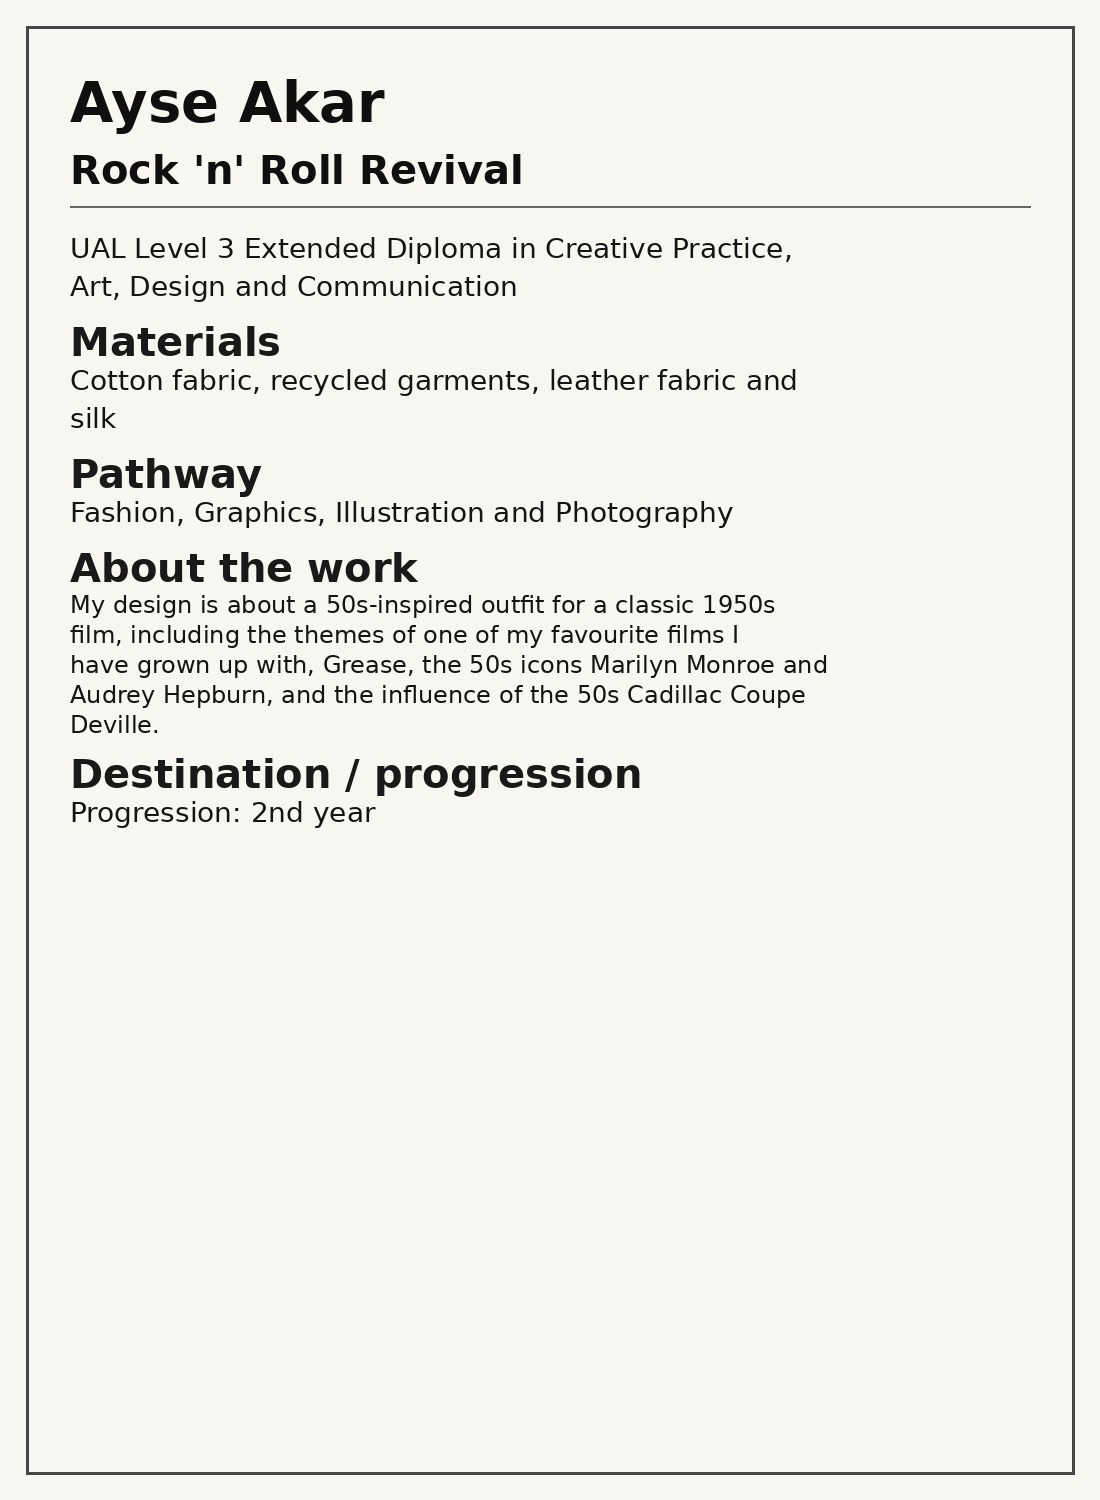 Ayse Akar
Rock 'n' Roll Revival
UAL Level 3 Extended Diploma in Creative Practice,
Art, Design and Communication
Materials
Cotton fabric, recycled garments, leather fabric and
silk
Pathway
Fashion, Graphics, Illustration and Photography
About the work
My design is about a 50s-inspired outfit for a classic 1950s
film, including the themes of one of my favourite films I
have grown up with, Grease, the 50s icons Marilyn Monroe and
Audrey Hepburn, and the influence of the 50s Cadillac Coupe
Deville.
Destination / progression
Progression: 2nd year